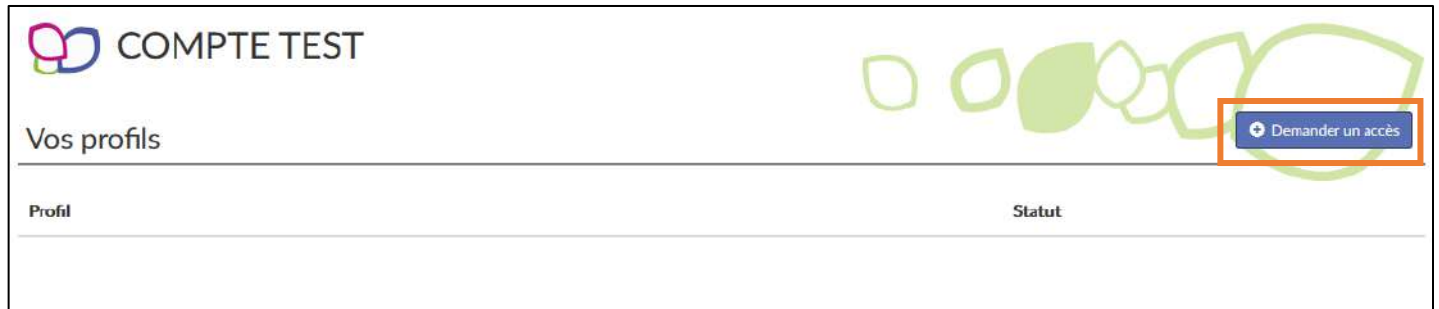 COMPTE TEST
Vos profils
Demander un accès
Profil Statut